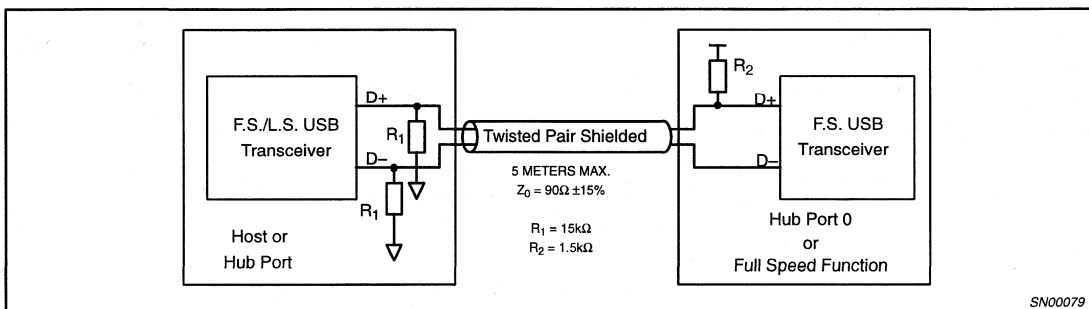 F.S./L.S. USB
Transceiver
D+
D–
R1
R1
Host or
Hub Port
Twisted Pair Shielded
5 METERS MAX.
Z0 = 90Ω ±15%
R1 = 15kΩ
R2 = 1.5kΩ
R2
D+
D–
F.S. USB
Transceiver
Hub Port 0
or
Full Speed Function
SN00079